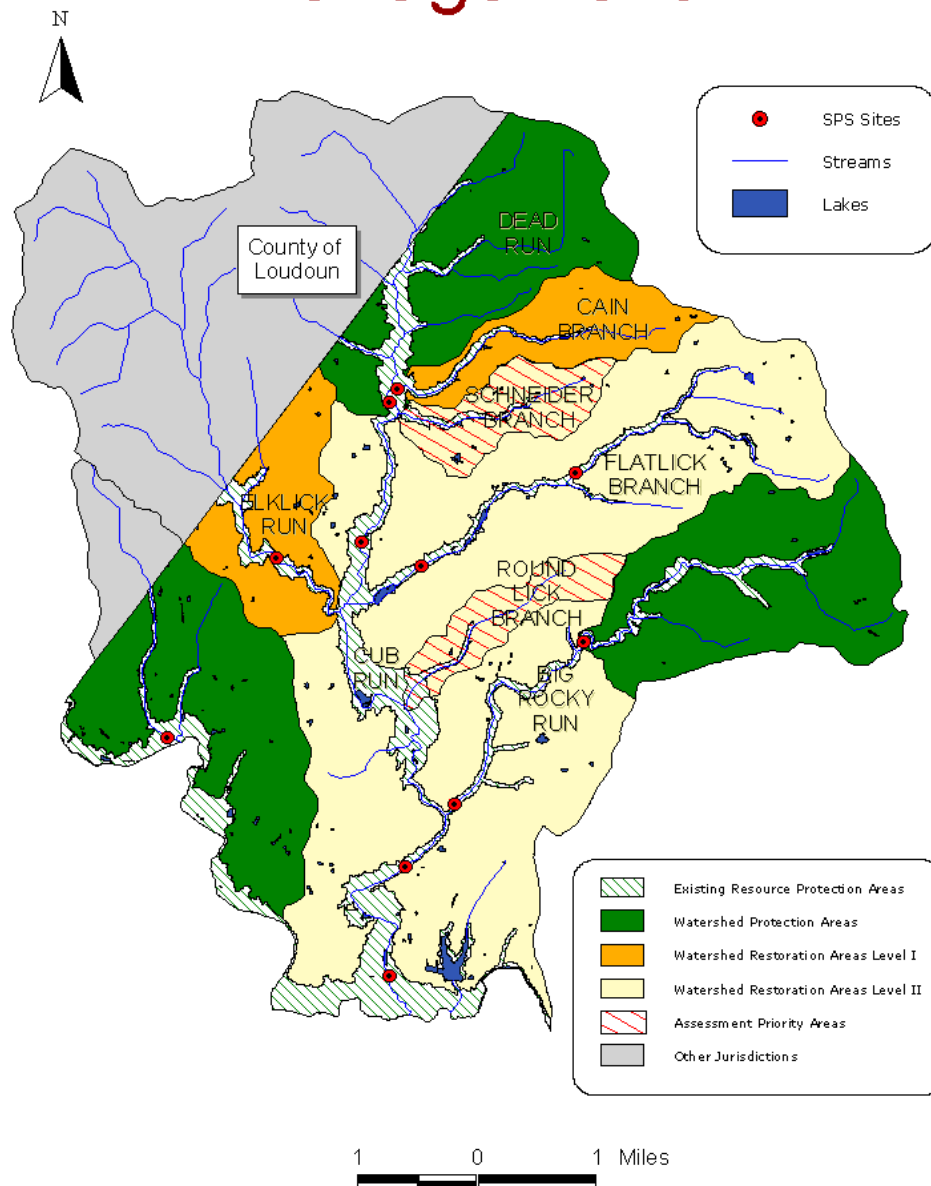 N
SPS Sites
Streams
Lakes
County of
Loudoun
DEAD
RUN
CAIN
BRANCH
SCHNEIDER
BRANCH
FLATLICK
BRANCH
ELKLICK
RUN
ROUND
LICK
BRANCH
CUB
RUN
BIG
ROCKY
RUN
Existing Resource Protection Areas
Watershed Protection Areas
Watershed Restoration Areas Level I
Watershed Restoration Areas Level II
Assessment Priority Areas
Other Jurisdictions
1 0 1 Miles